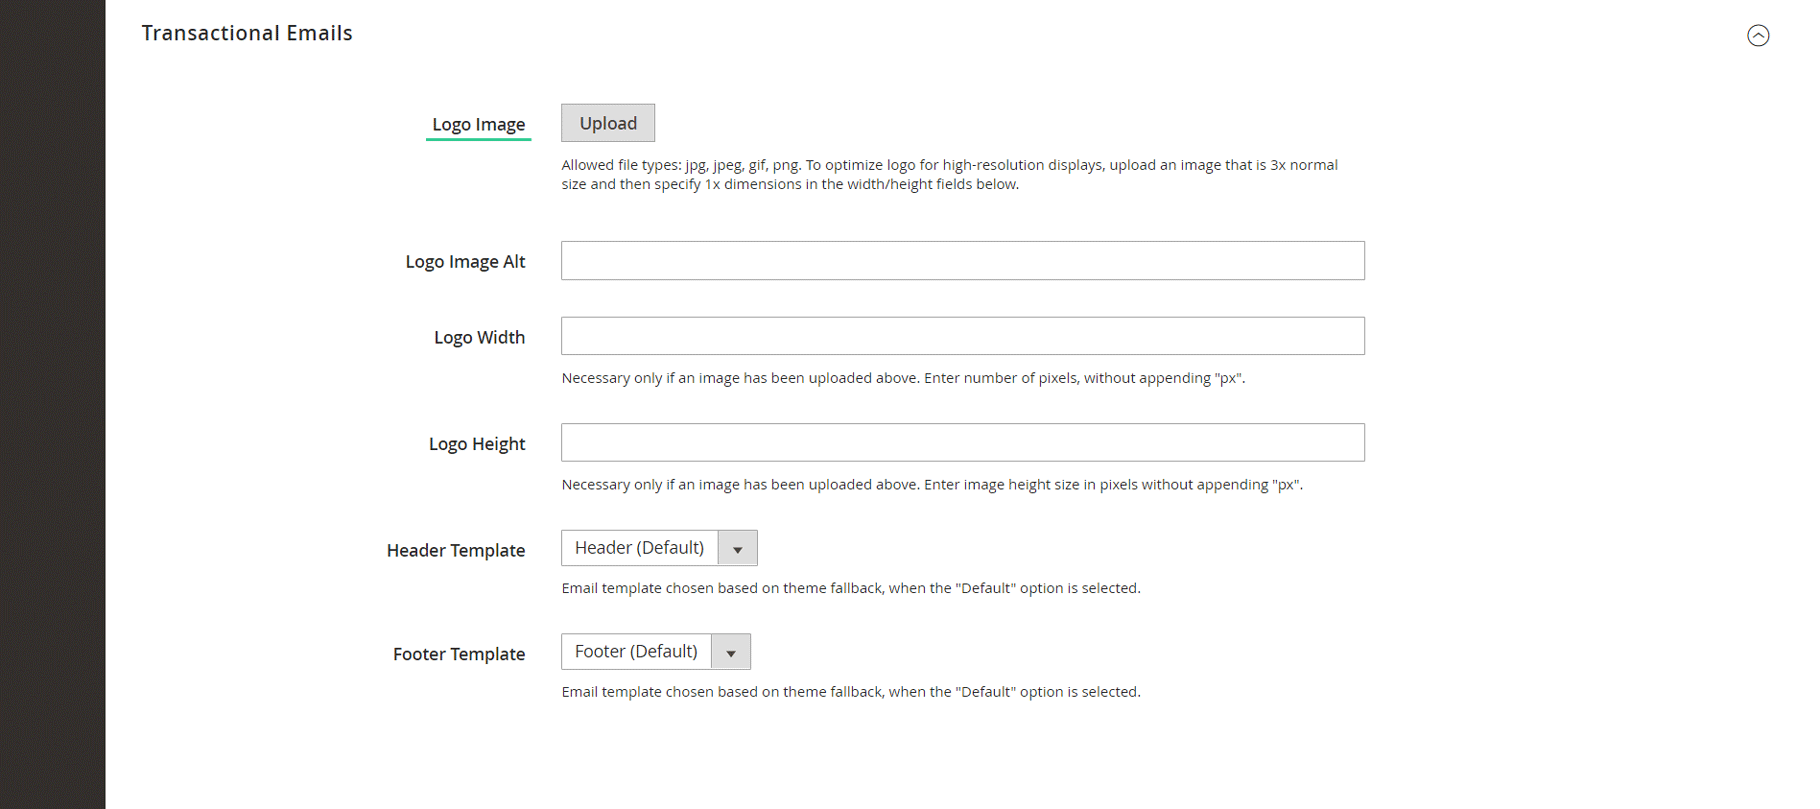 Transactional Emails
Logo Image
Upload
Allowed file types: jpg, jpeg, gif, png. To optimize logo for high-resolution displays, upload an image that is 3x normal
size and then specify 1x dimensions in the width/height fields below.
Logo Image Alt
Logo Width
Necessary only if an image has been uploaded above. Enter number of pixels, without appending "px".
Logo Height
Necessary only if an image has been uploaded above. Enter image height size in pixels without appending "px".
Header Template
Header (Default)
Email template chosen based on theme fallback, when the "Default" option is selected.
Footer Template
Footer (Default)
Email template chosen based on theme fallback, when the "Default" option is selected.